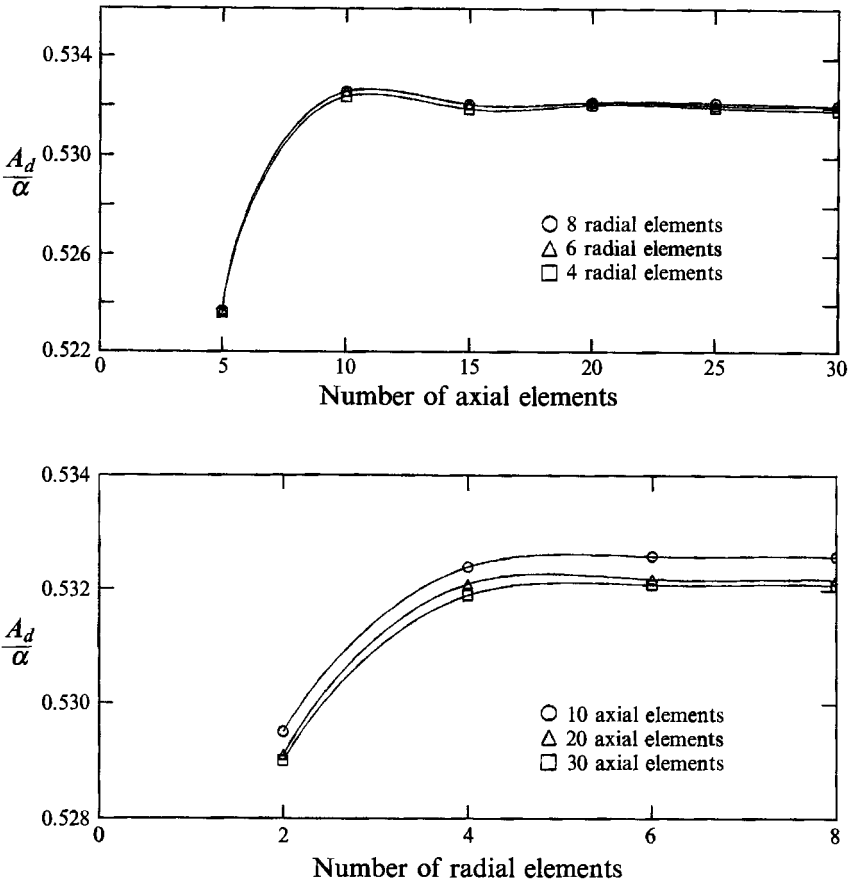 0.534
0.530
A_d
α
0.526
0.522
○ 8 radial elements
△ 6 radial elements
□ 4 radial elements
0 5 10 15 20 25 30
Number of axial elements
0.534
0.532
A_d
α
0.530
0.528
○ 10 axial elements
△ 20 axial elements
□ 30 axial elements
0 2 4 6 8
Number of radial elements